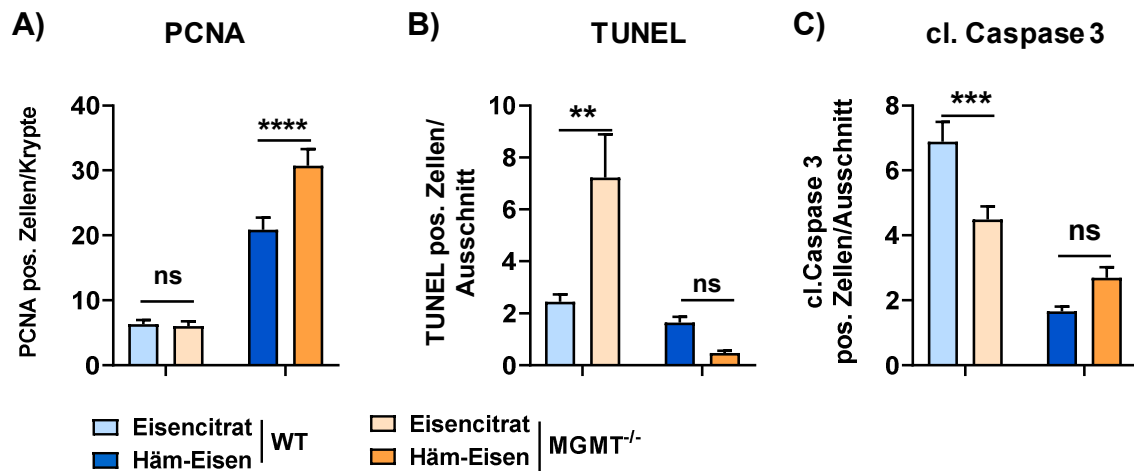 A)
PCNA
PCNA pos. Zellen/Krypte
40
30
20
10
0
ns
****
B)
TUNEL
TUNEL pos. Zellen/
Ausschnitt
10
8
6
4
2
0
**
ns
C)
cl. Caspase 3
cl.Caspase 3
pos. Zellen/Ausschnitt
8
6
4
2
0
***
ns
Eisencitrat
Häm-Eisen
WT
Eisencitrat
Häm-Eisen
MGMT-/-